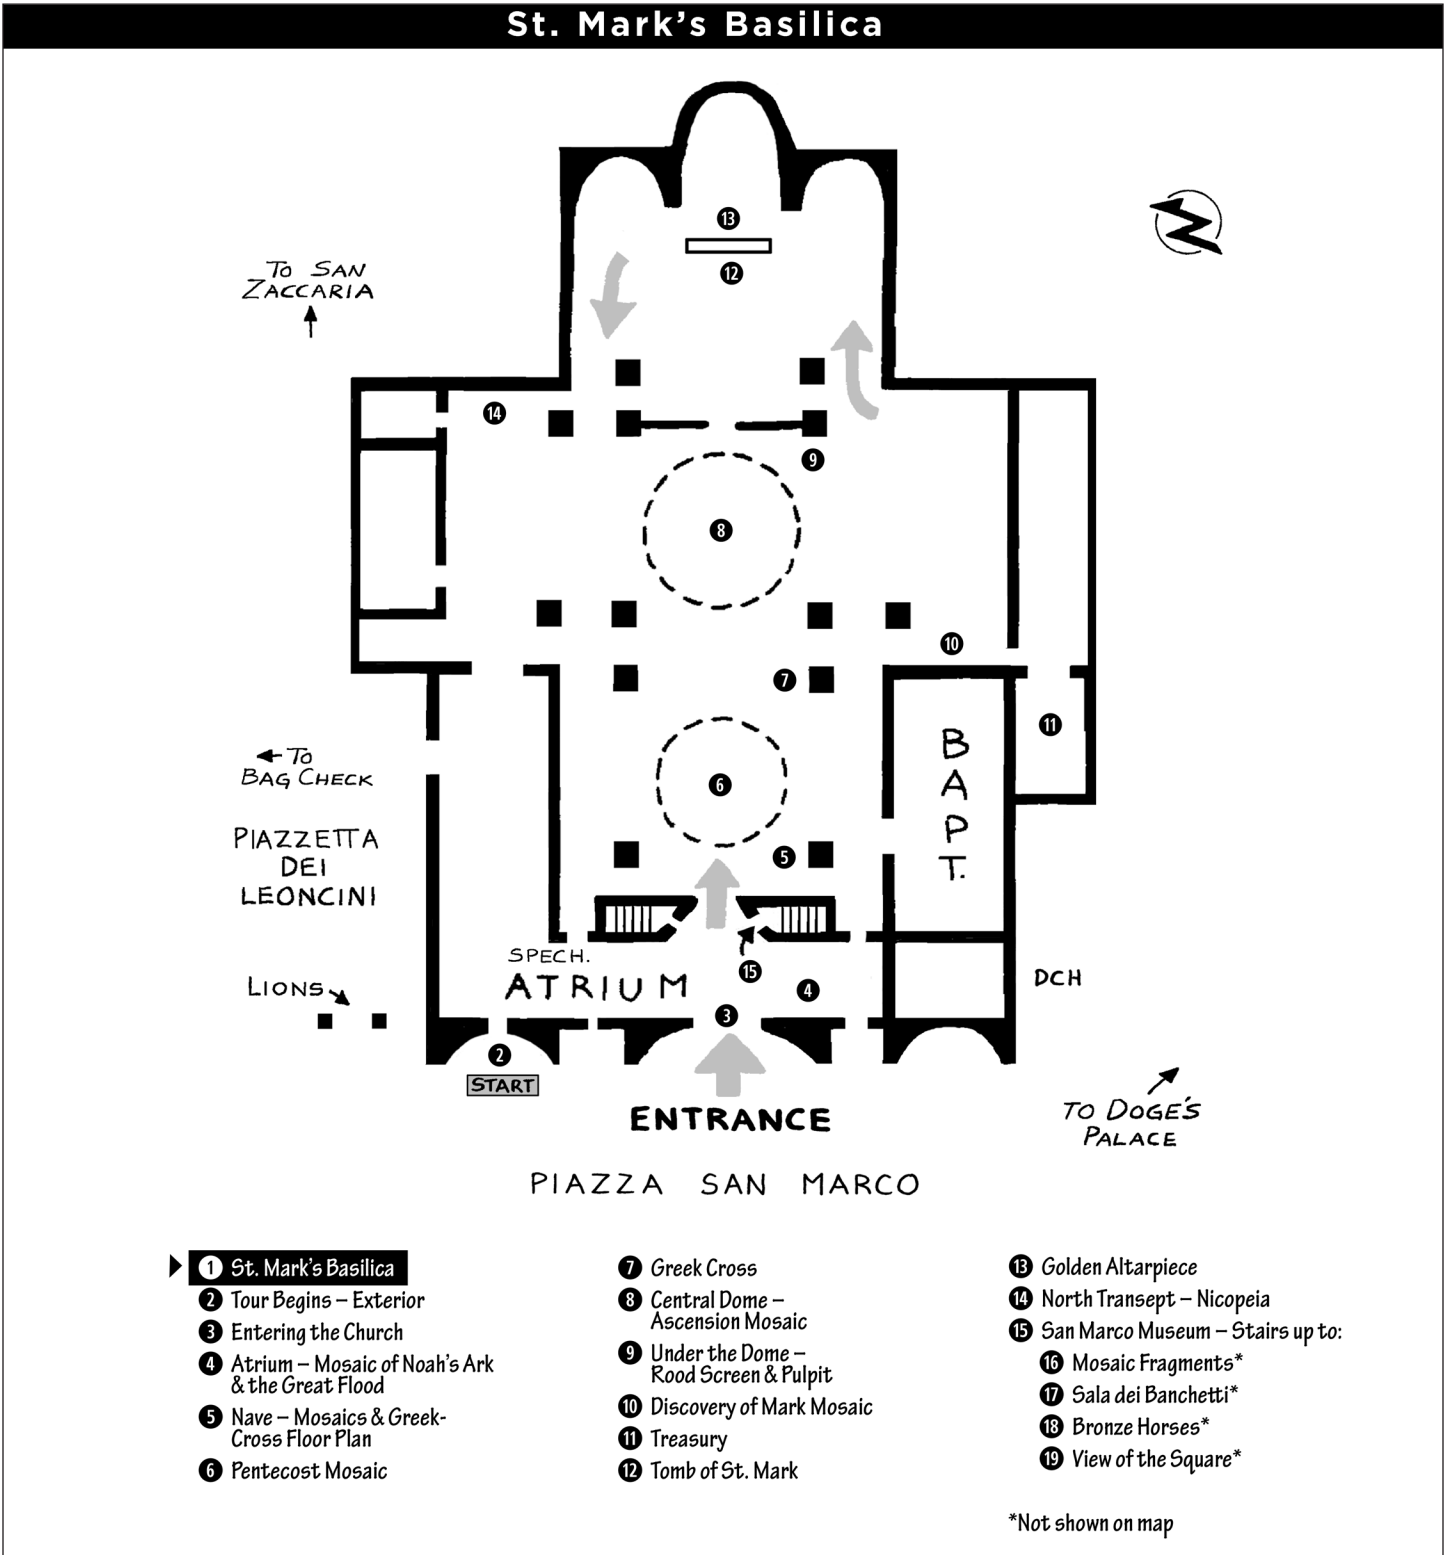 St. Mark's Basilica
13
12
TO SAN
ZACCARIA
14
9
8
10
7
11
BAPT.
6
TO
BAG CHECK
PIAZZETTA
DEI
LEONCINI
5
SPECH.
ATRIUM
15
4
DCH
LIONS
3
2
START
ENTRANCE
TO DOGE'S
PALACE
PIAZZA SAN MARCO
1 St. Mark's Basilica
2 Tour Begins – Exterior
3 Entering the Church
4 Atrium – Mosaic of Noah's Ark
& the Great Flood
5 Nave – Mosaics & Greek-
Cross Floor Plan
6 Pentecost Mosaic
7 Greek Cross
8 Central Dome –
Ascension Mosaic
9 Under the Dome –
Rood Screen & Pulpit
10 Discovery of Mark Mosaic
11 Treasury
12 Tomb of St. Mark
13 Golden Altarpiece
14 North Transept – Nicopeia
15 San Marco Museum – Stairs up to:
16 Mosaic Fragments*
17 Sala dei Banchetti*
18 Bronze Horses*
19 View of the Square*
*Not shown on map